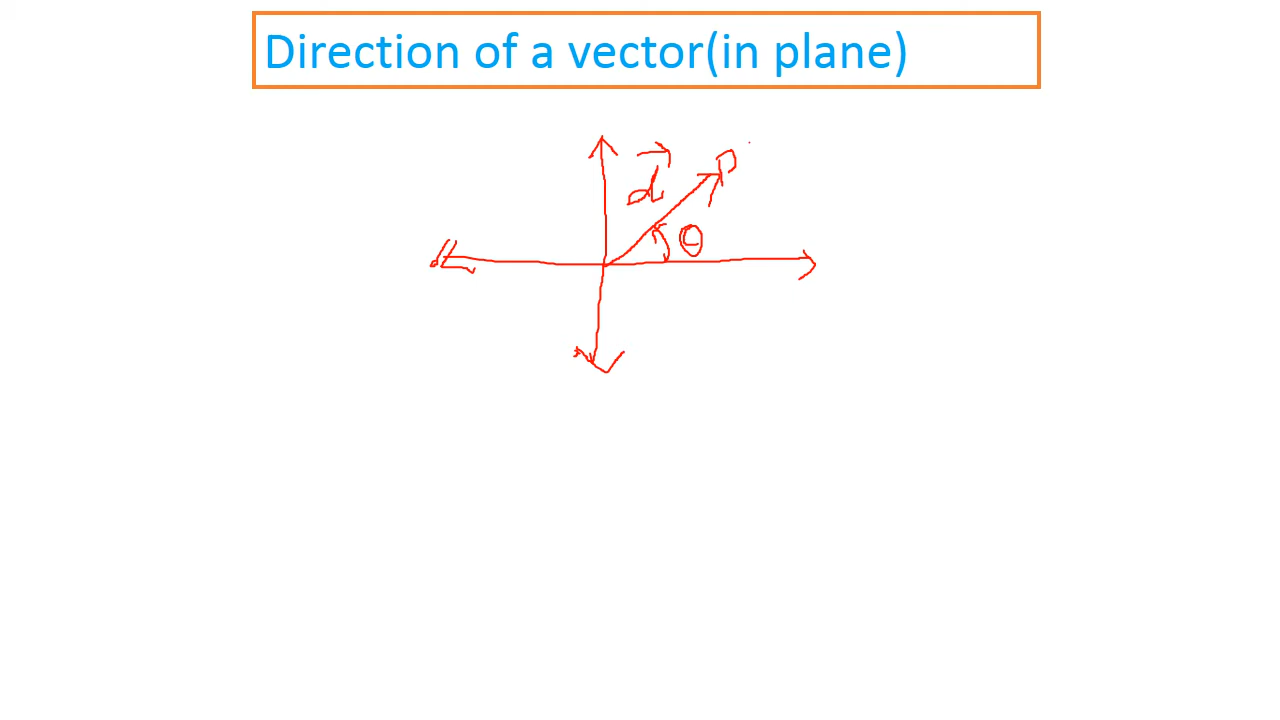 Direction of a vector(in plane)
d P
θ